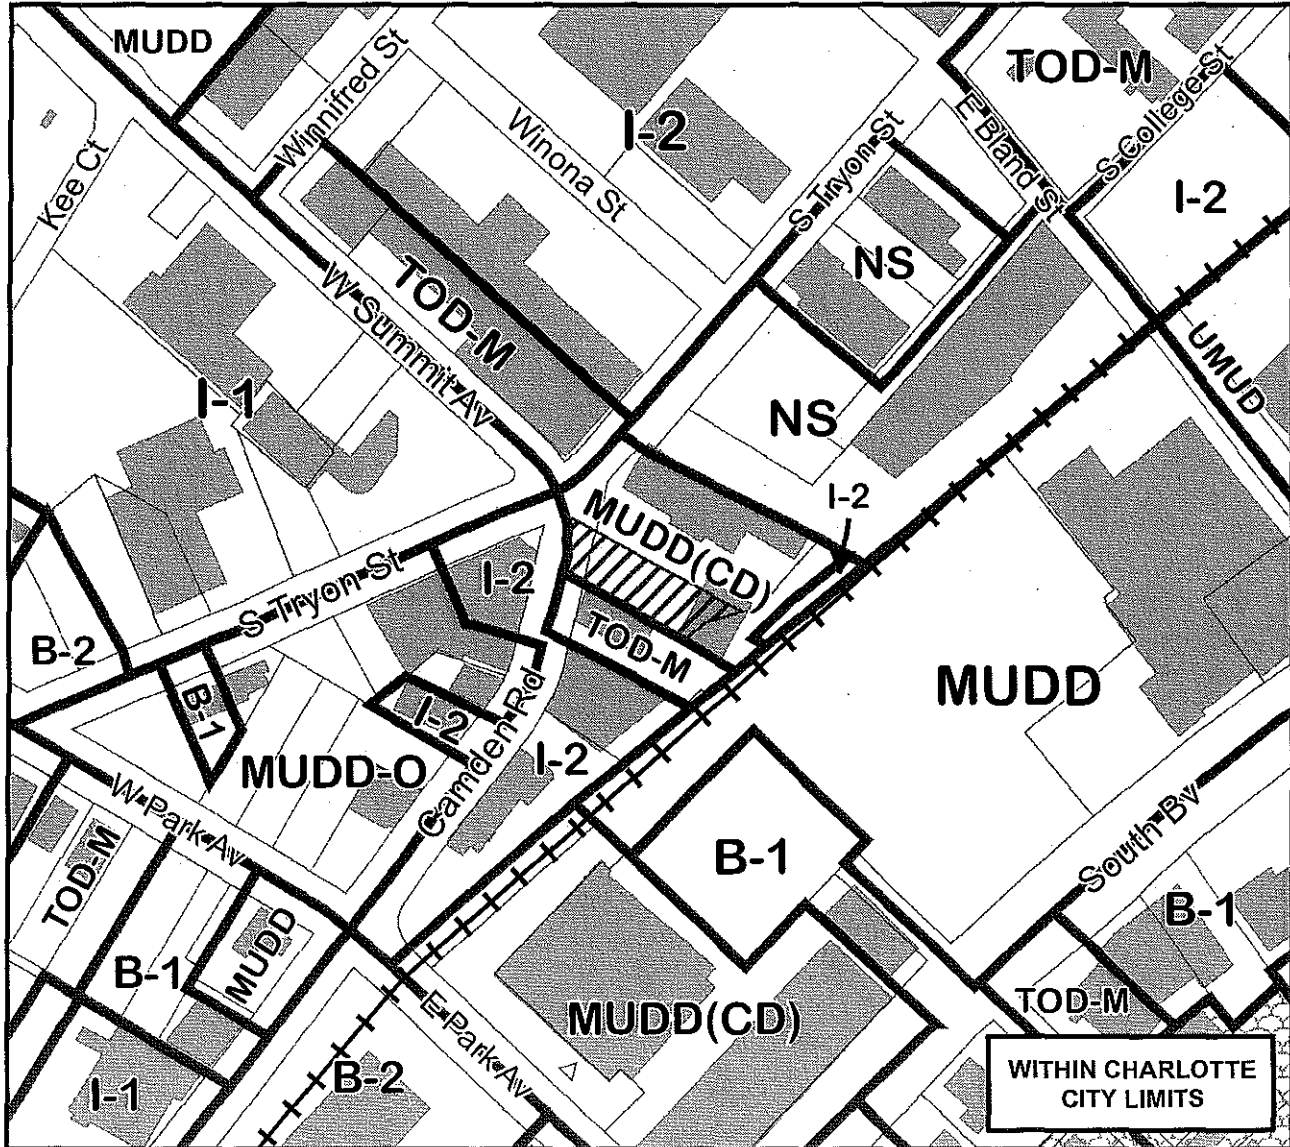 MUDD
Winnifred St
I-2
TOD-M
S College St
E Bland St
Kee Ct
Winona St
S Tryon St
I-2
NS
TOD-M
W Summit Av
UMUD
I-1
NS
I-2
MUDD(CD)
I-2
S Tryon St
TOD-M
B-2
B-1
I-2
Camden Rd
MUDD
MUDD-O
I-2
W Park Av
TOD-M
B-1
South Bv
B-1
MUDD
B-1
TOD-M
MUDD(CD)
E Park Av
B-2
I-1
WITHIN CHARLOTTE
CITY LIMITS